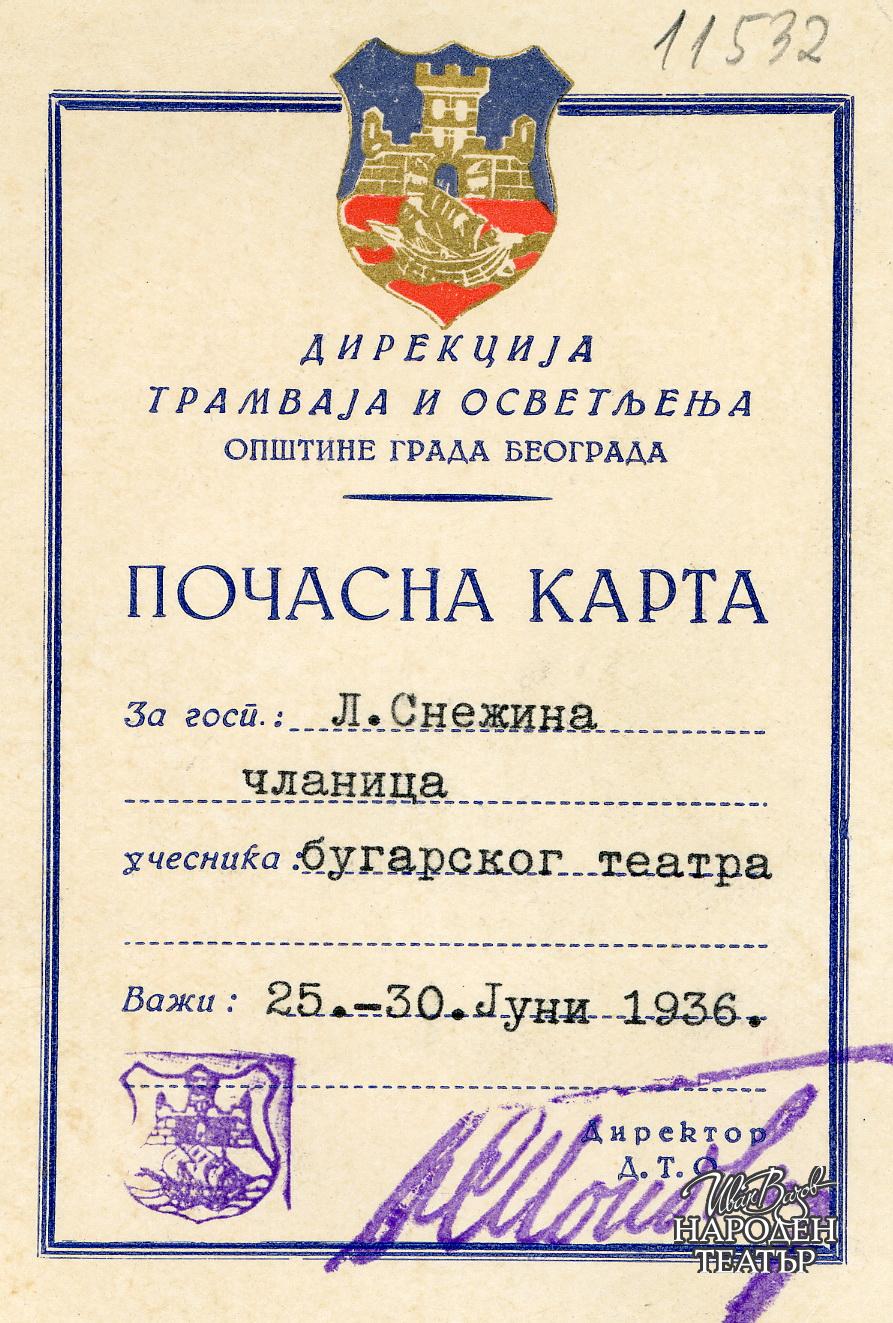 11532
ДИРЕКЦИЈА
ТРАМВАЈА И ОСВЕТЉЕЊА
ОПШТИНЕ ГРАДА БЕОГРАДА
ПОЧАСНА КАРТА
За госп.: Л.Снежина
чланица
учесника: бугарског театра
Важи: 25.-30.Јуни 1936.
Директор
Д.Т.О.
Иван Вазов
НАРОДЕН
ТЕАТЪР